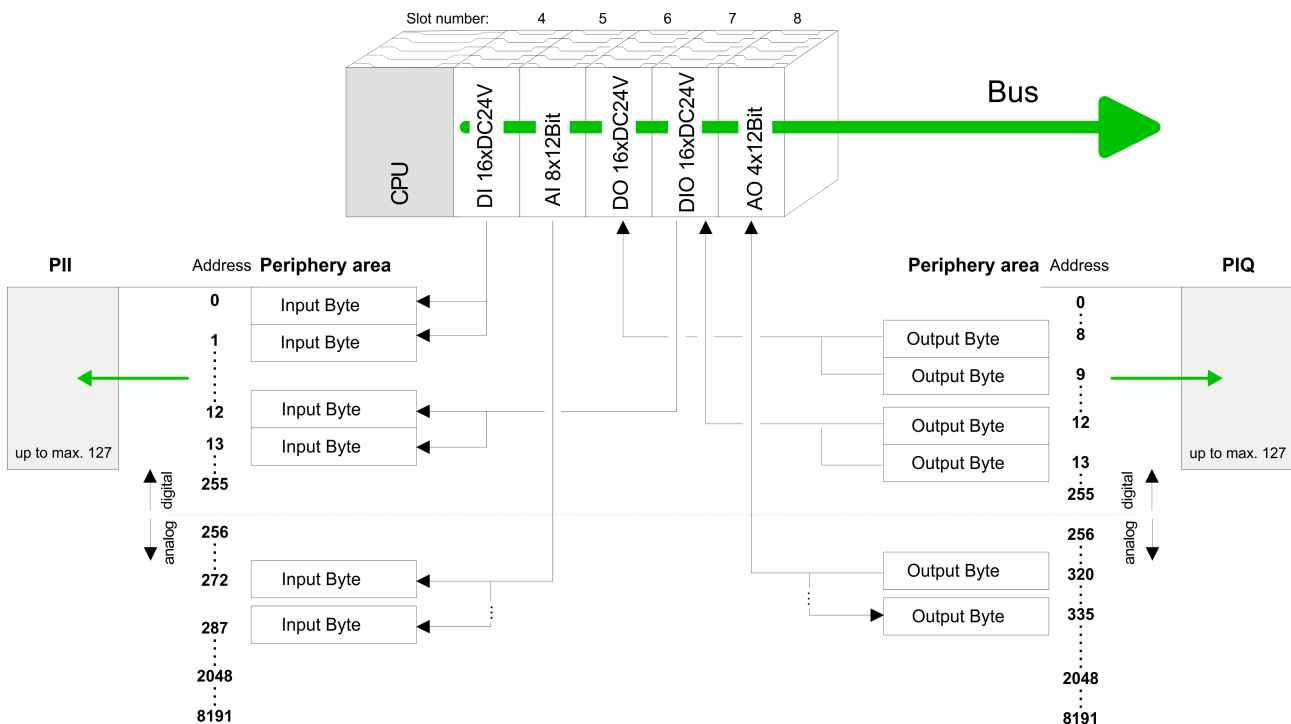 Slot number: 4 5 6 7 8
CPU
DI 16xDC24V
AI 8x12Bit
DO 16xDC24V
DIO 16xDC24V
AO 4x12Bit
Bus
PII
Address Periphery area
0 Input Byte
1 Input Byte
12 Input Byte
13 Input Byte
up to max. 127
255
digital
analog
256
272 Input Byte
287 Input Byte
2048
8191
Periphery area Address
PIQ
0
Output Byte 8
Output Byte 9
Output Byte 12
Output Byte 13
up to max. 127
255
digital
analog
256
Output Byte 320
Output Byte 335
2048
8191